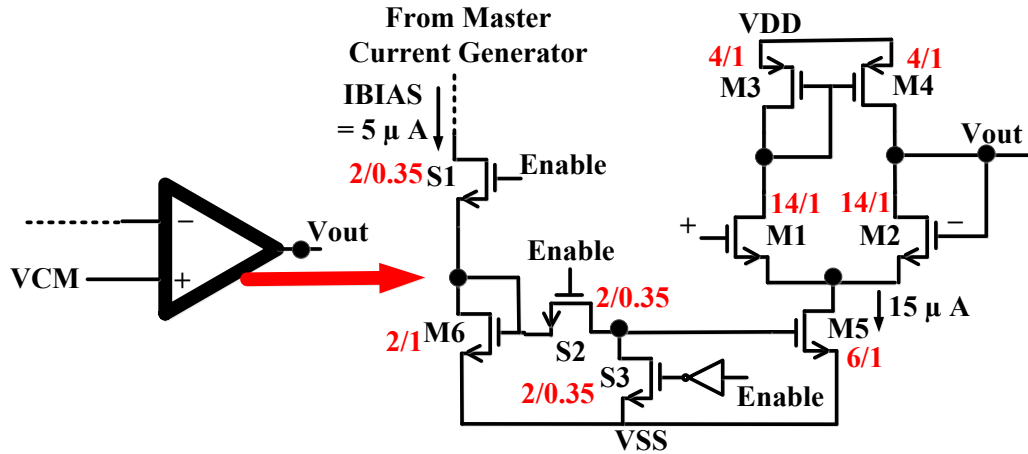 From Master
Current Generator
IBIAS
= 5 μ A
2/0.35
S1
Enable
VDD
4/1
4/1
M3
M4
Vout
14/1
14/1
+
M1
M2
−
15 μ A
−
+
VCM
Vout
Enable
2/0.35
M6
2/1
S2
M5
6/1
S3
2/0.35
Enable
VSS